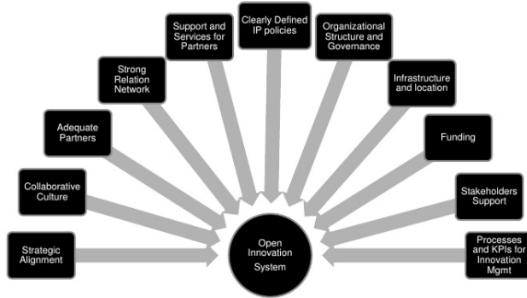 Clearly Defined
IP policies
Support and
Services for
Partners
Organizational
Structure and
Governance
Strong
Relation
Network
Infrastructure
and location
Adequate
Partners
Funding
Collaborative
Culture
Stakeholders
Support
Strategic
Alignment
Open
Innovation
System
Processes
and KPIs for
Innovation
Mgmt